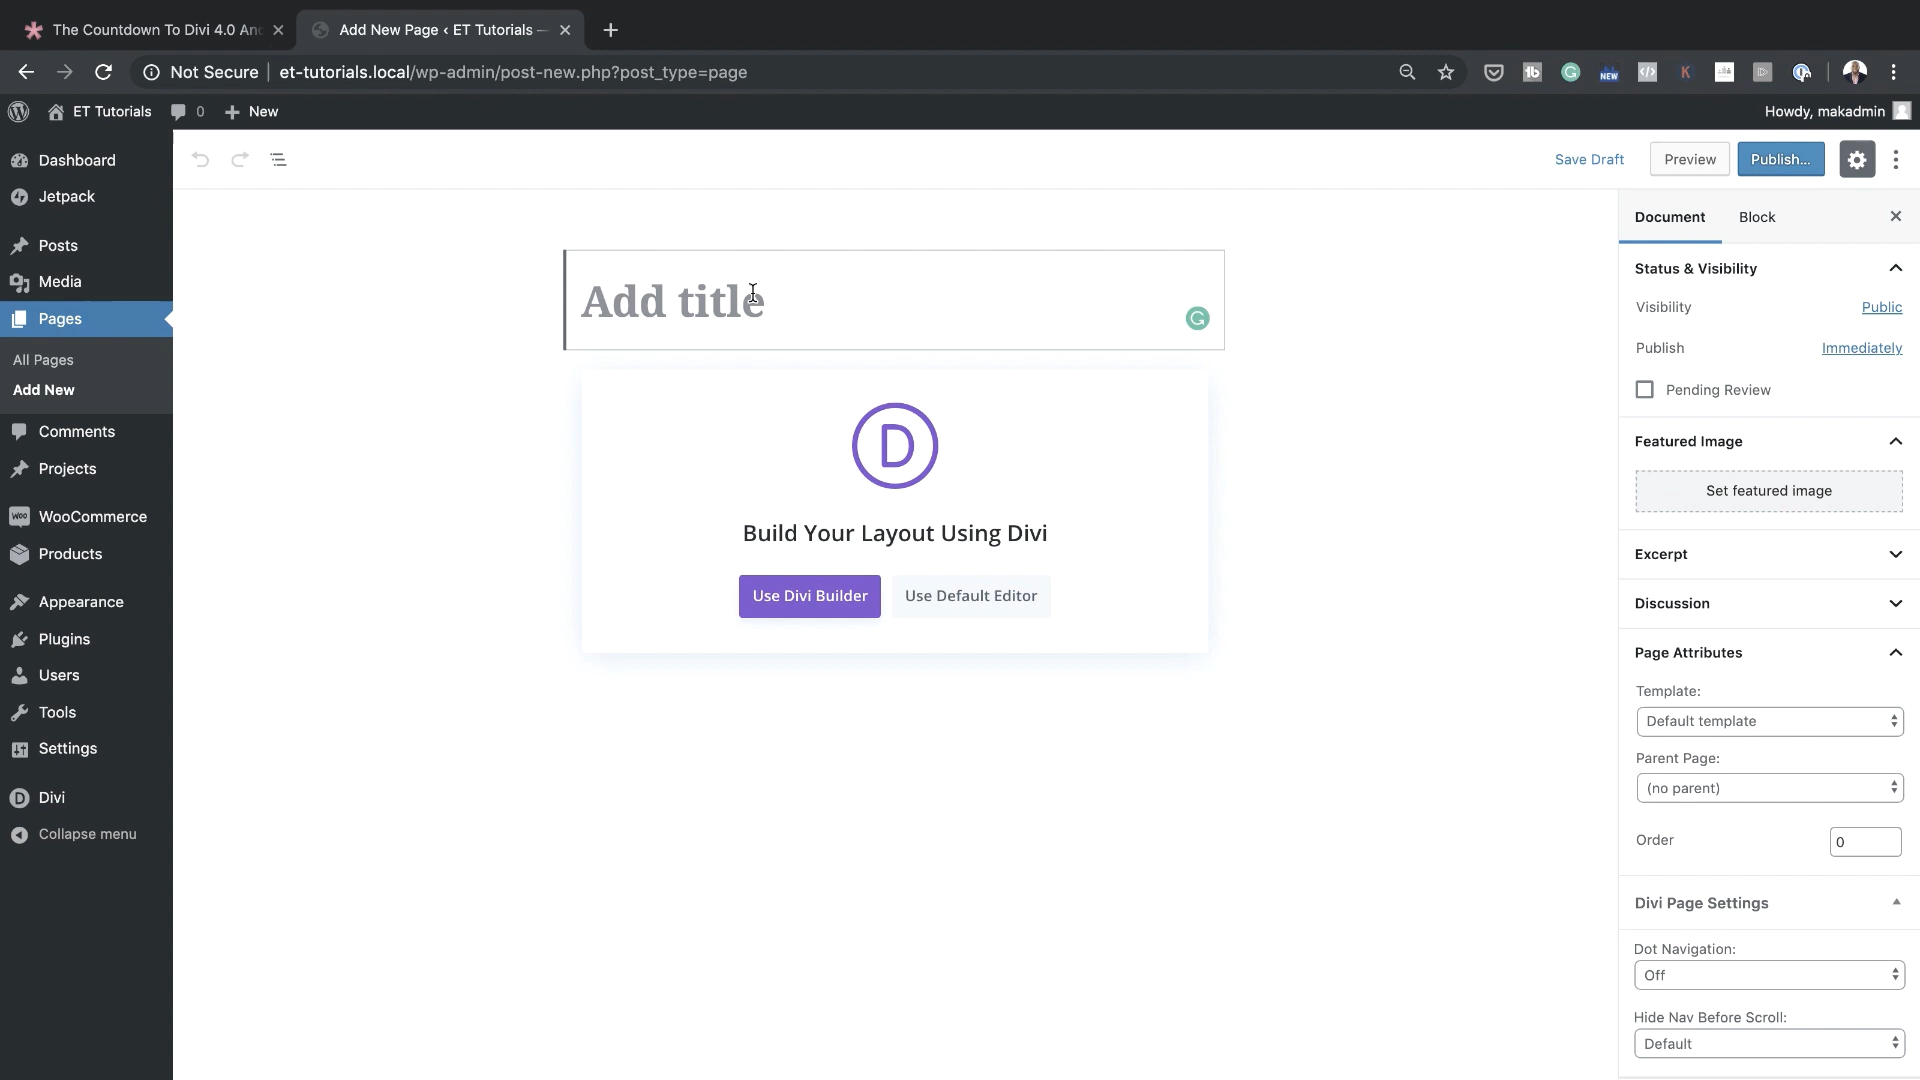 The Countdown To Divi 4.0 An
Add New Page ‹ ET Tutorials —
Not Secure
et-tutorials.local/wp-admin/post-new.php?post_type=page
tb
NEW
K
ET Tutorials
0
New
Howdy, makadmin
Dashboard
Jetpack
Posts
Media
Pages
All Pages
Add New
Comments
Projects
WooCommerce
Products
Appearance
Plugins
Users
Tools
Settings
Divi
Collapse menu
Save Draft
Preview
Publish...
Add title
D
Build Your Layout Using Divi
Use Divi Builder
Use Default Editor
Document
Block
Status & Visibility
Visibility
Public
Publish
Immediately
Pending Review
Featured Image
Set featured image
Excerpt
Discussion
Page Attributes
Template:
Default template
Parent Page:
(no parent)
Order
0
Divi Page Settings
Dot Navigation:
Off
Hide Nav Before Scroll:
Default